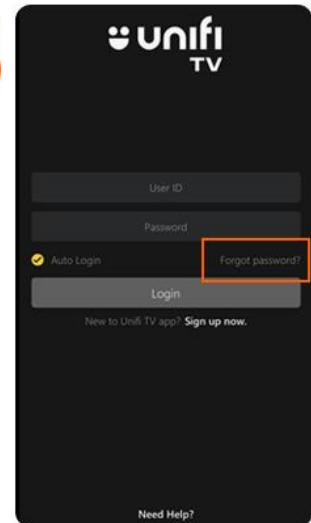 unifi
TV
User ID
Password
Auto Login
Forgot password?
Login
New to Unifi TV app? Sign up now.
Need Help?